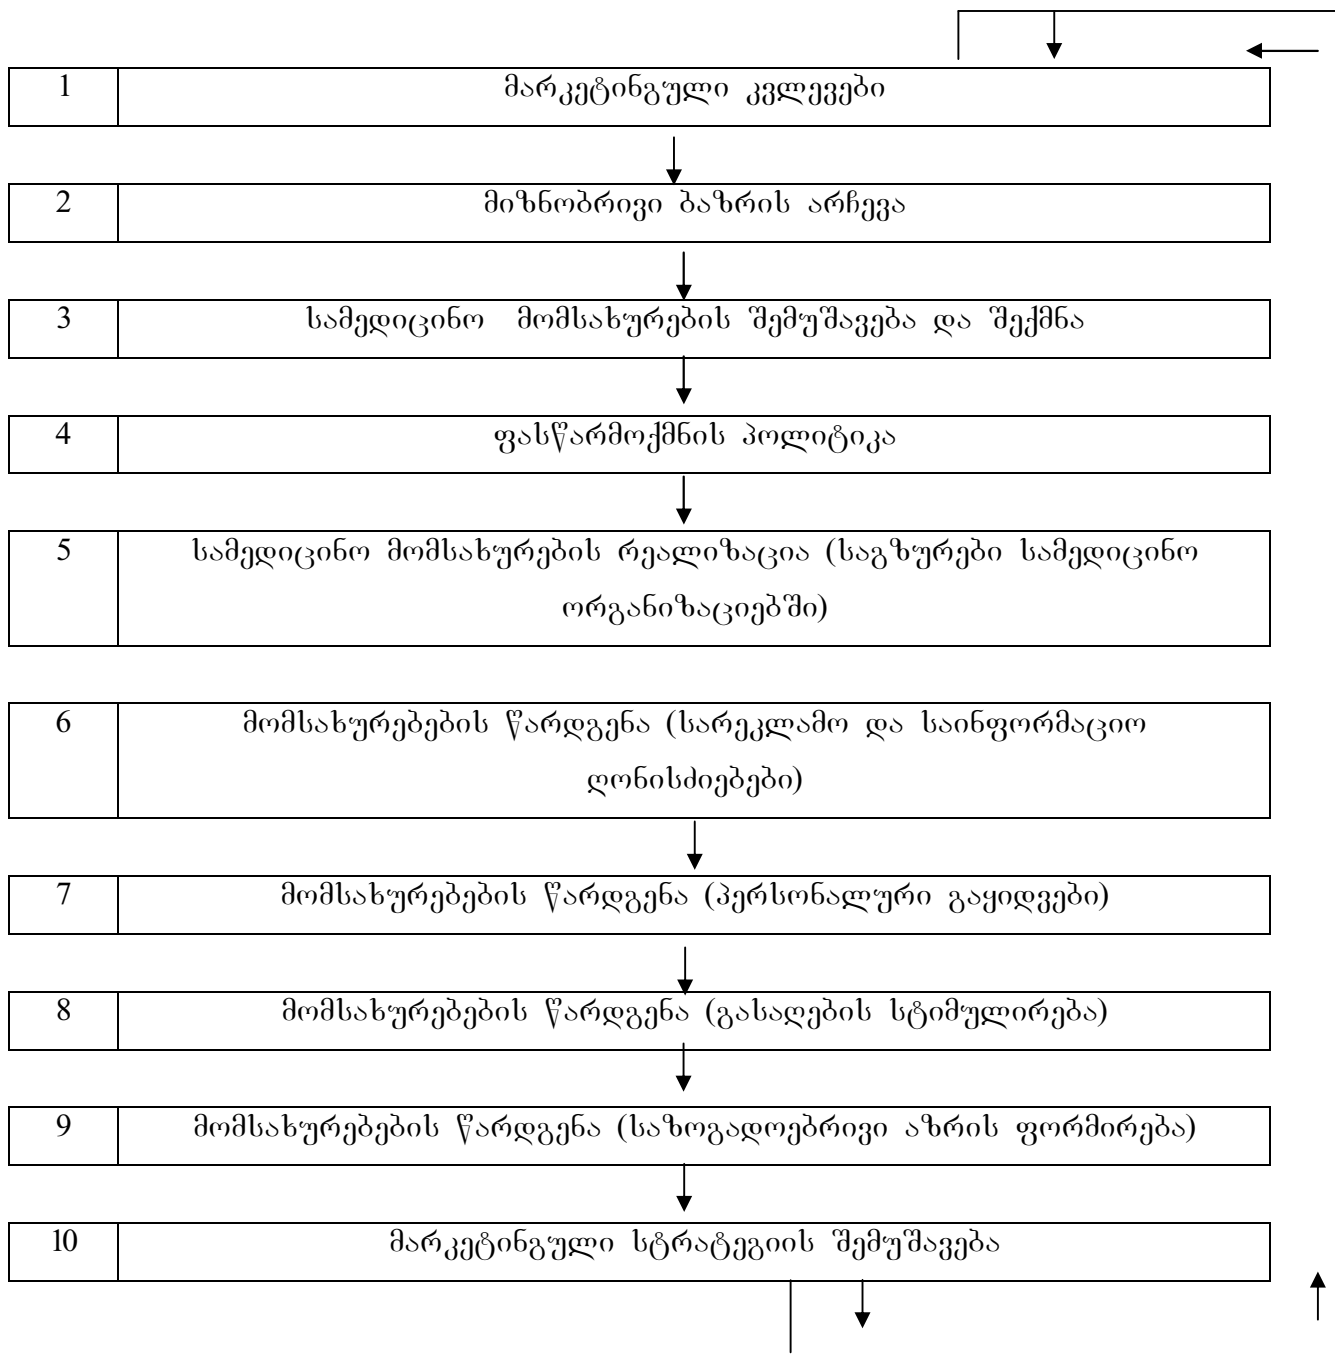 1 მარკეტინგული კვლევები
2 მიზნობრივი ბაზრის არჩევა
3 სამედიცინო მომსახურების შემუშავება და შექმნა
4 ფასწარმოქმნის პოლიტიკა
5 სამედიცინო მომსახურების რეალიზაცია (საგზურები სამედიცინო
ორგანიზაციებში)
6 მომსახურებების წარდგენა (სარეკლამო და საინფორმაციო
ღონისძიებები)
7 მომსახურებების წარდგენა (პერსონალური გაყიდვები)
8 მომსახურებების წარდგენა (გასაღების სტიმულირება)
9 მომსახურებების წარდგენა (საზოგადოებრივი აზრის ფორმირება)
10 მარკეტინგული სტრატეგიის შემუშავება